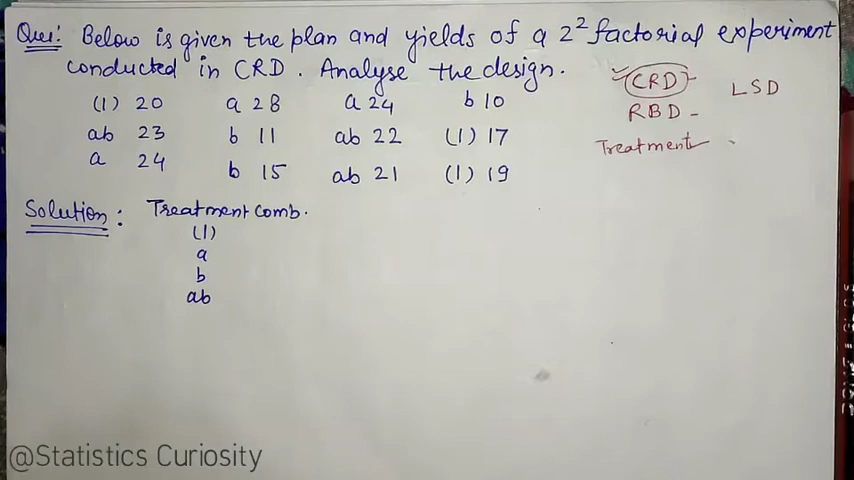 Ques: Below is given the plan and yields of a 2² factorial experiment
conducted in CRD. Analyse the design.
(1) 20 a 28 a 24 b 10
ab 23 b 11 ab 22 (1) 17
a 24 b 15 ab 21 (1) 19
CRD LSD
RBD -
Treatment
Solution: Treatment comb.
(1)
a
b
ab
@Statistics Curiosity